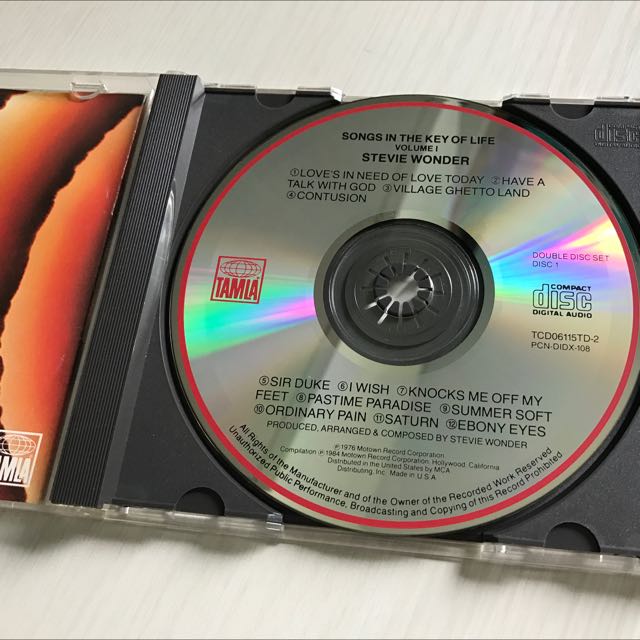 SONGS IN THE KEY OF LIFE
VOLUME I
STEVIE WONDER
①LOVE'S IN NEED OF LOVE TODAY ②HAVE A
TALK WITH GOD ③VILLAGE GHETTO LAND
④CONTUSION
TAMLA
DOUBLE DISC SET
DISC 1
COMPACT
disc
DIGITAL AUDIO
TCD06115TD-2
PCN-DIDX-108
⑤SIR DUKE ⑥I WISH ⑦KNOCKS ME OFF MY
FEET ⑧PASTIME PARADISE ⑨SUMMER SOFT
⑩ORDINARY PAIN ⑪SATURN ⑫EBONY EYES
PRODUCED, ARRANGED & COMPOSED BY STEVIE WONDER
℗1976 Motown Record Corporation
Compilation ℗1984 Motown Record Corporation, Hollywood, California
Distributed in the United States by MCA
Distributing, Inc. Made in U.S.A
All Rights of the Manufacturer and of the Owner of the Recorded Work Reserved
Unauthorized Public Performance, Broadcasting and Copying of this Record Prohibited
TAMLA
disc
DIGITAL AUDIO